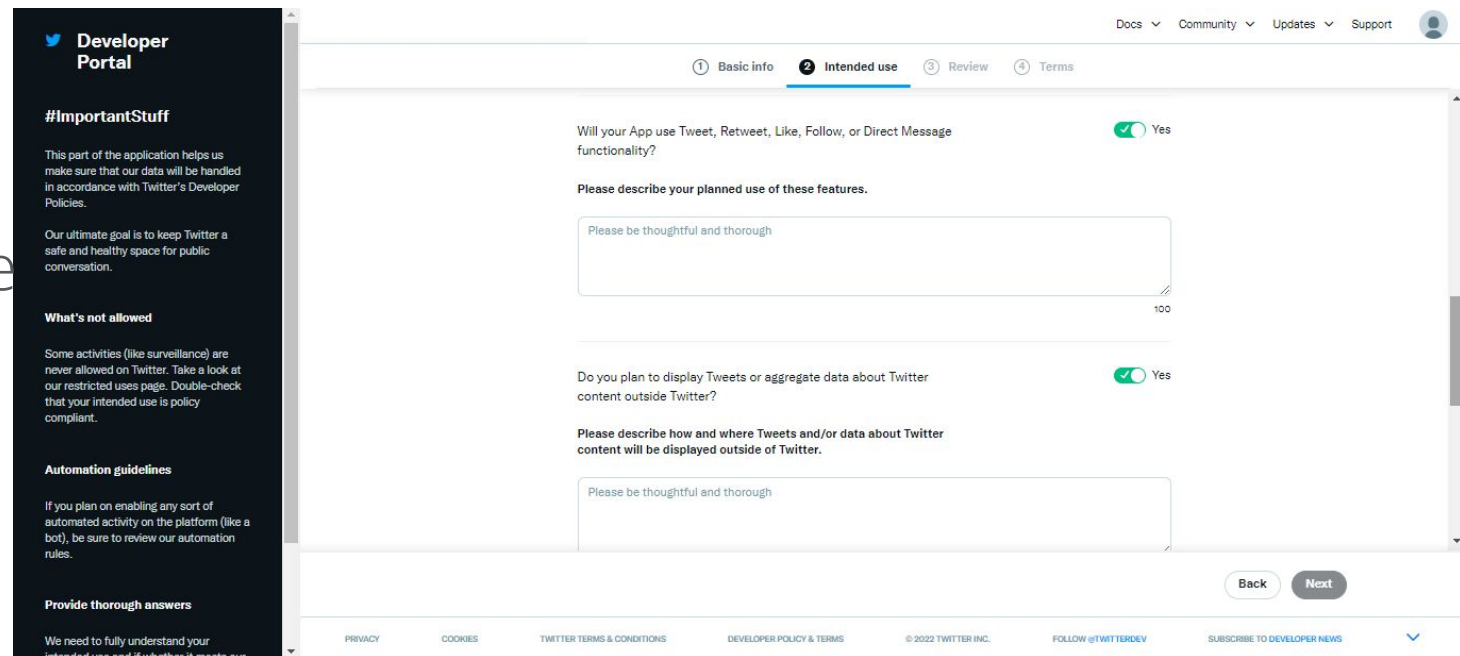 Developer
Portal
#ImportantStuff
This part of the application helps us
make sure that our data will be handled
in accordance with Twitter's Developer
Policies.
Our ultimate goal is to keep Twitter a
safe and healthy space for public
conversation.
What's not allowed
Some activities (like surveillance) are
never allowed on Twitter. Take a look at
our restricted uses page. Double-check
that your intended use is policy
compliant.
Automation guidelines
If you plan on enabling any sort of
automated activity on the platform (like a
bot), be sure to review our automation
rules.
Provide thorough answers
We need to fully understand your
intended use and if whether it meets our
e
Docs Community Updates Support
1 Basic info 2 Intended use 3 Review 4 Terms
Will your App use Tweet, Retweet, Like, Follow, or Direct Message
functionality?
Yes
Please describe your planned use of these features.
Please be thoughtful and thorough
100
Do you plan to display Tweets or aggregate data about Twitter
content outside Twitter?
Yes
Please describe how and where Tweets and/or data about Twitter
content will be displayed outside of Twitter.
Please be thoughtful and thorough
Back Next
PRIVACY COOKIES TWITTER TERMS & CONDITIONS DEVELOPER POLICY & TERMS © 2022 TWITTER INC. FOLLOW @TWITTERDEV SUBSCRIBE TO DEVELOPER NEWS